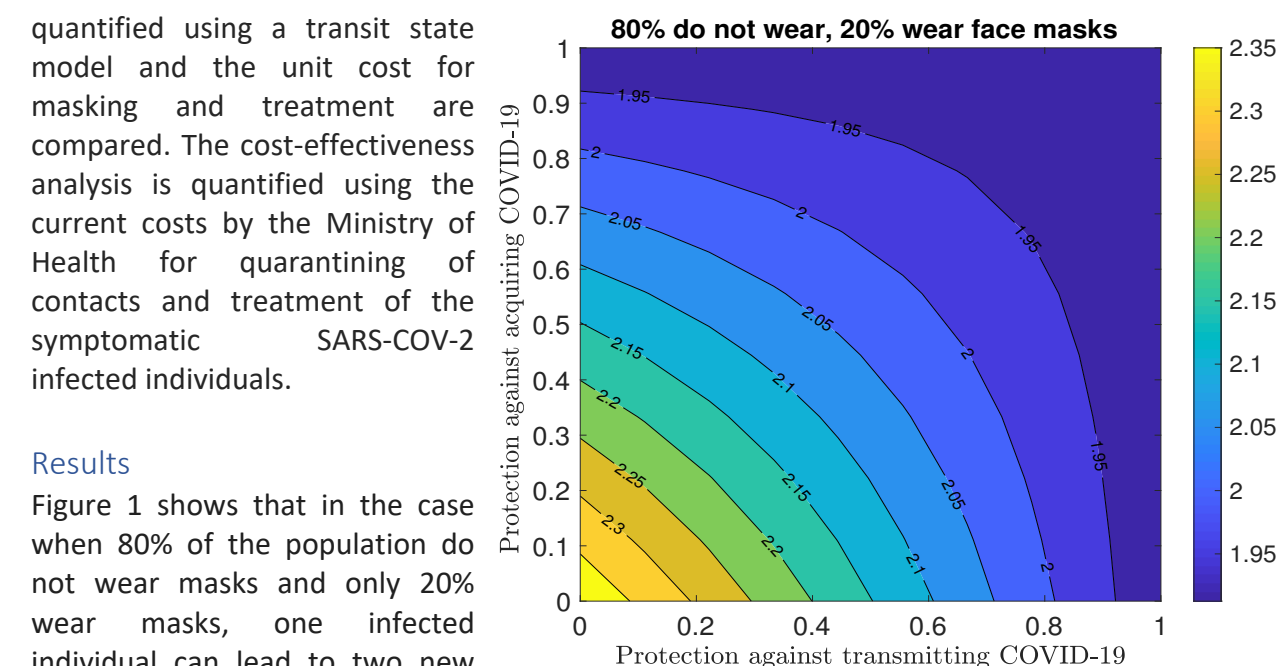 quantified using a transit state
model and the unit cost for
masking and treatment are
compared. The cost-effectiveness
analysis is quantified using the
current costs by the Ministry of
Health for quarantining of
contacts and treatment of the
symptomatic SARS-COV-2
infected individuals.
Results
Figure 1 shows that in the case
when 80% of the population do
not wear masks and only 20%
wear masks, one infected
individual can lead to two new
80% do not wear, 20% wear face masks
Protection against acquiring COVID-19
1
0.9
0.8
0.7
0.6
0.5
0.4
0.3
0.2
0.1
0
1.95
1.95
2
2
1.95
2.05
2.05
2
2.15
2.1
2.2
1.95
2.25
2.15
2.05
2.3
2.2
2.1
2
0 0.2 0.4 0.6 0.8 1
Protection against transmitting COVID-19
2.35
2.3
2.25
2.2
2.15
2.1
2.05
2
1.95